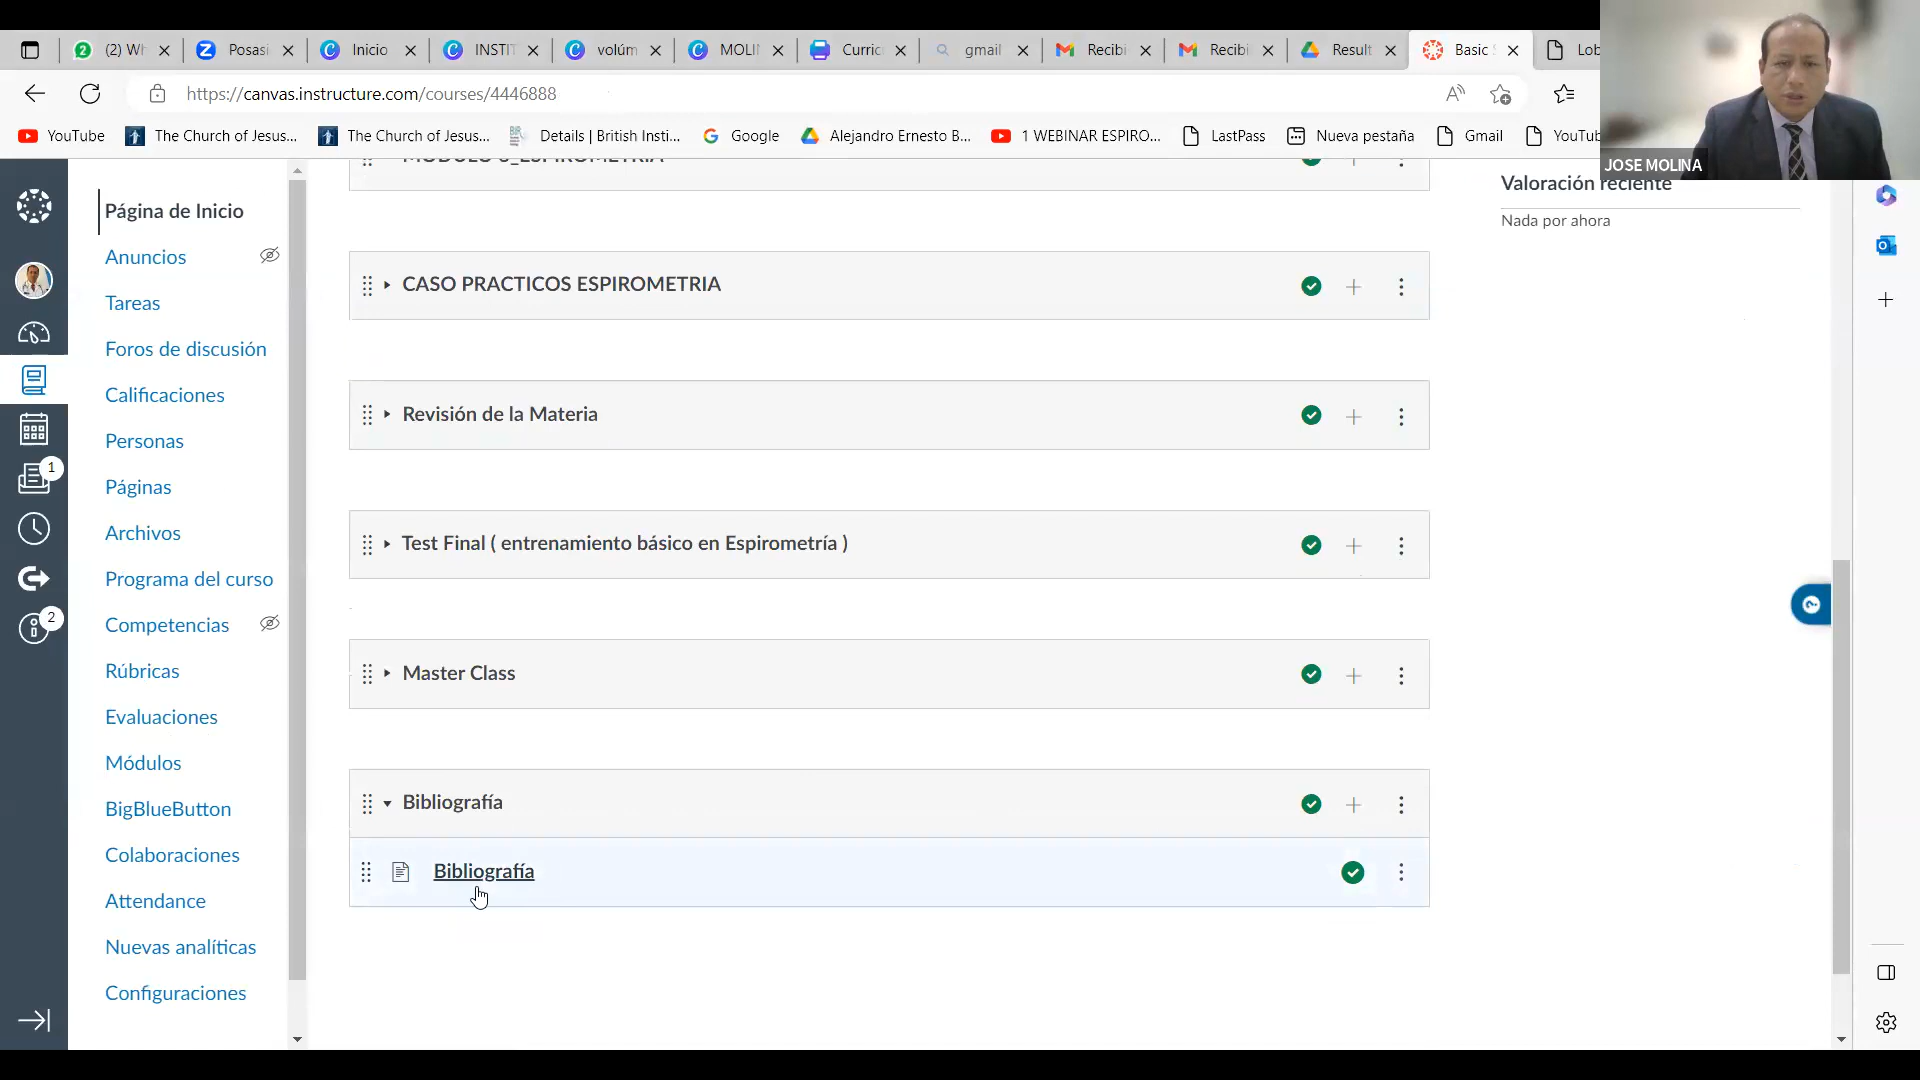 (2) Wh
Posasi
Inicio
INSTIT
volúm
MOLI
Curric
gmail
Recibi
Recibi
Result
Basic
Lob
https://canvas.instructure.com/courses/4446888
YouTube
The Church of Jesus...
The Church of Jesus...
Details | British Insti...
Google
Alejandro Ernesto B...
1 WEBINAR ESPIRO...
LastPass
Nueva pestaña
Gmail
YouTub
JOSE MOLINA
Página de Inicio
Anuncios
Tareas
Foros de discusión
Calificaciones
Personas
Páginas
Archivos
Programa del curso
Competencias
Rúbricas
Evaluaciones
Módulos
BigBlueButton
Colaboraciones
Attendance
Nuevas analíticas
Configuraciones
1
2
CASO PRACTICOS ESPIROMETRIA
Revisión de la Materia
Test Final ( entrenamiento básico en Espirometría )
Master Class
Bibliografía
Bibliografía
Valoración reciente
Nada por ahora